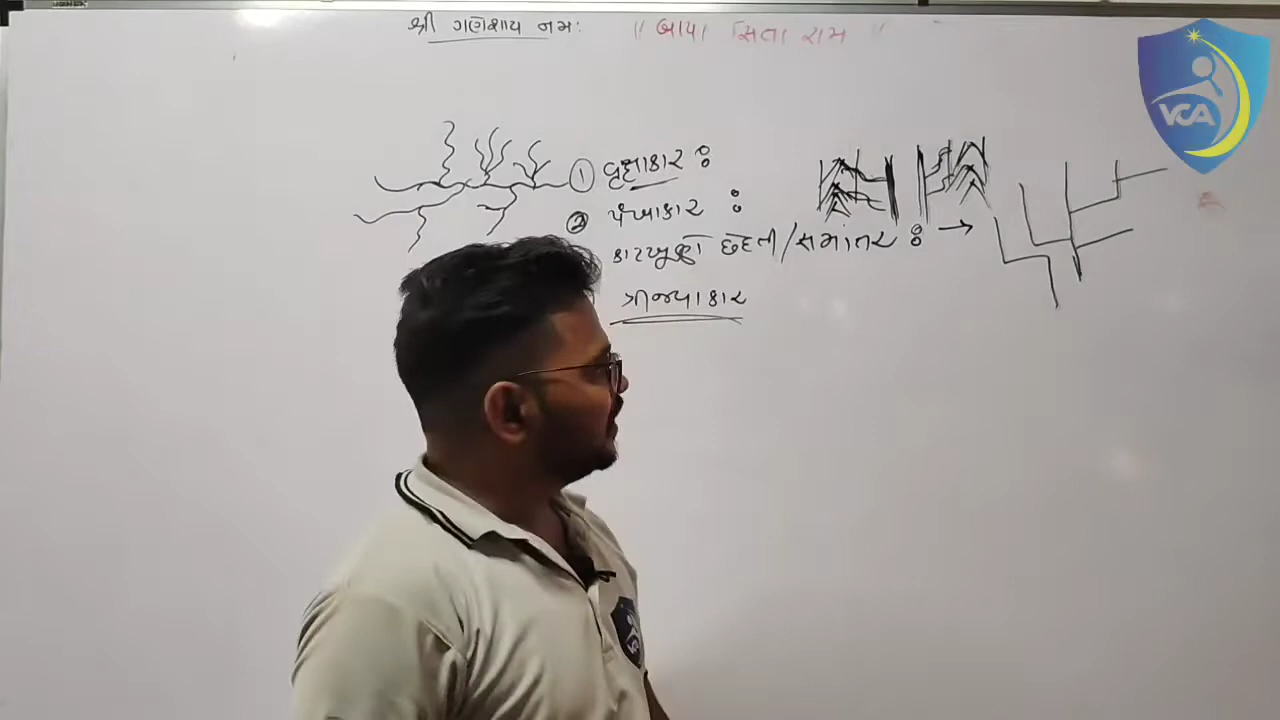 શ્રી ગણેશાય નમઃ
॥ બાપા સિતા રામ ॥
① વૃક્ષાકાર :
② પંખાકાર :
કાટખૂણે છેદતી/સમાંતર : →
ત્રીજ્યાકાર
VCA